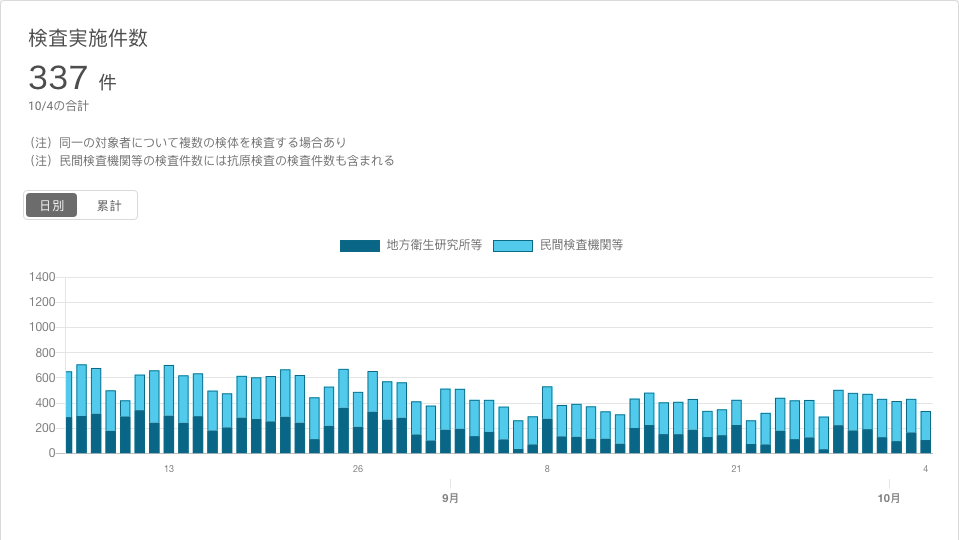 検査実施件数
337 件
10/4の合計
（注）同一の対象者について複数の検体を検査する場合あり
（注）民間検査機関等の検査件数には抗原検査の検査件数も含まれる
日別 累計
地方衛生研究所等 民間検査機関等
1400
1200
1000
800
600
400
200
0
13 26 8 21 4
9月 10月